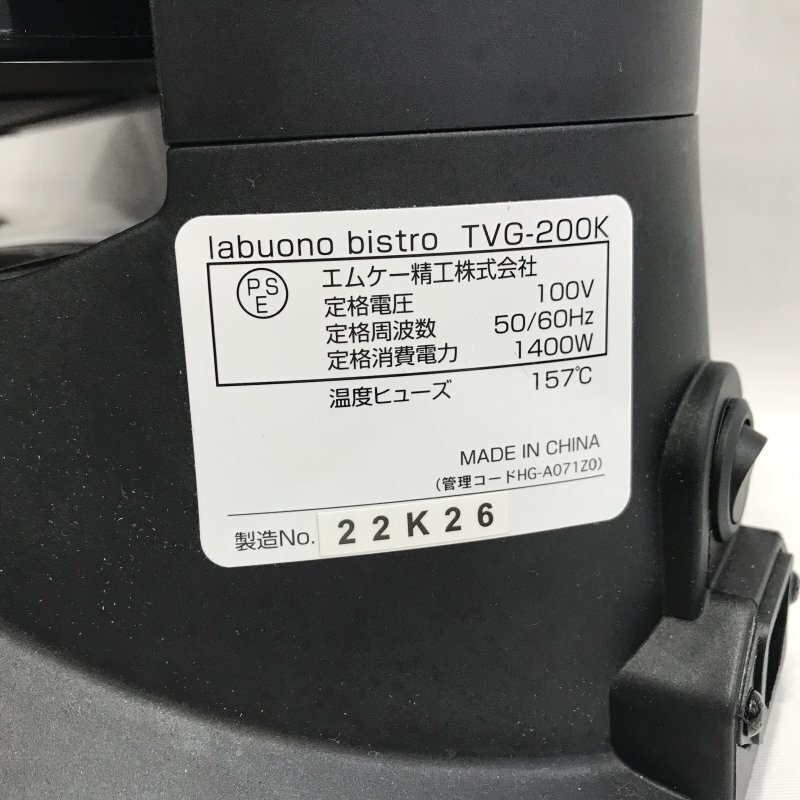 labuono bistro TVG-200K
PSE
エムケー精工株式会社
定格電圧 100V
定格周波数 50/60Hz
定格消費電力 1400W
温度ヒューズ 157℃
MADE IN CHINA
(管理コードHG-A071Z0)
製造No. 22K26